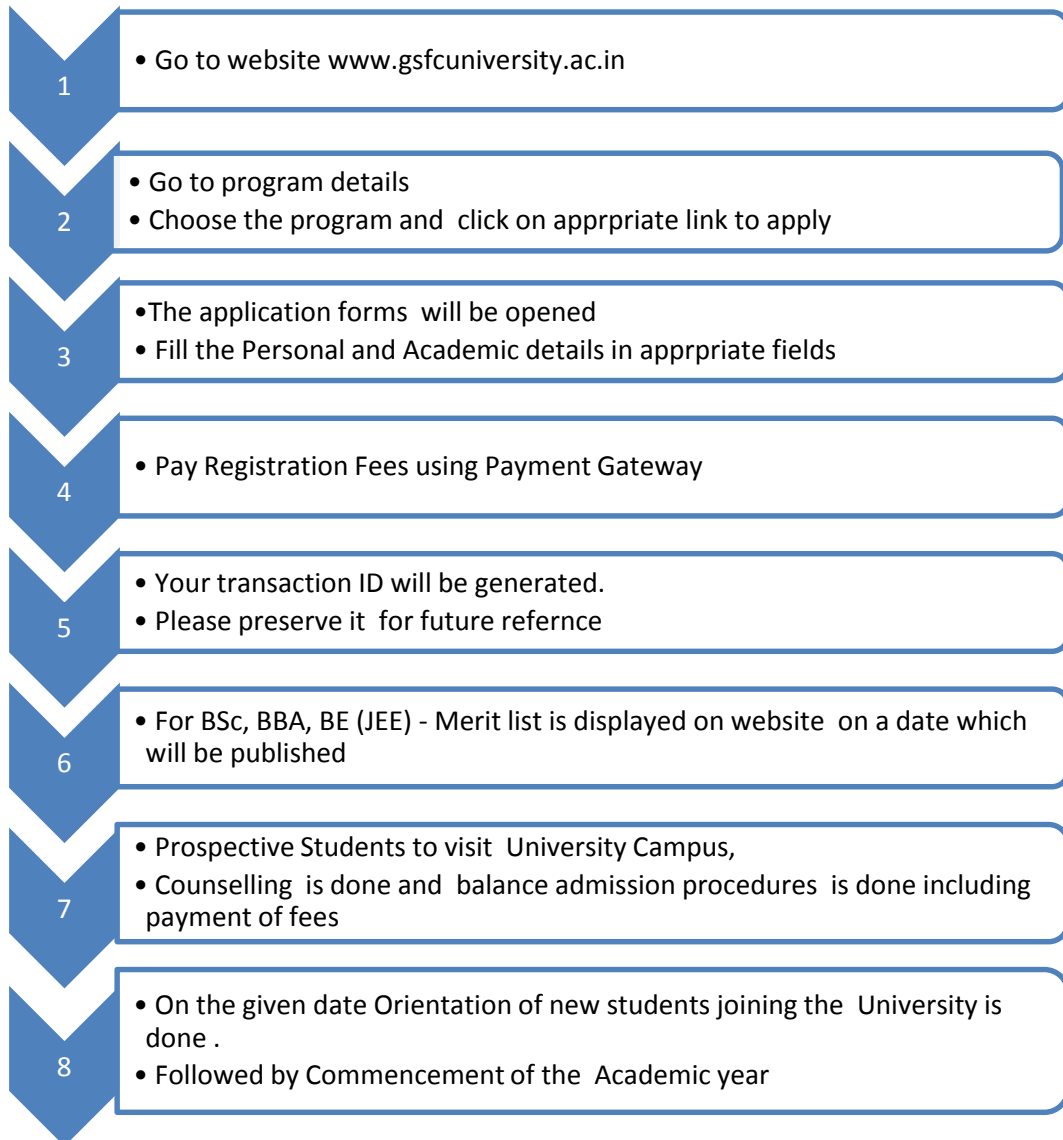 1
• Go to website www.gsfcuniversity.ac.in
2
• Go to program details
• Choose the program and click on apprpriate link to apply
3
•The application forms will be opened
• Fill the Personal and Academic details in apprpriate fields
4
• Pay Registration Fees using Payment Gateway
5
• Your transaction ID will be generated.
• Please preserve it for future refernce
6
• For BSc, BBA, BE (JEE) - Merit list is displayed on website on a date which
will be published
7
• Prospective Students to visit University Campus,
• Counselling is done and balance admission procedures is done including
payment of fees
8
• On the given date Orientation of new students joining the University is
done .
• Followed by Commencement of the Academic year